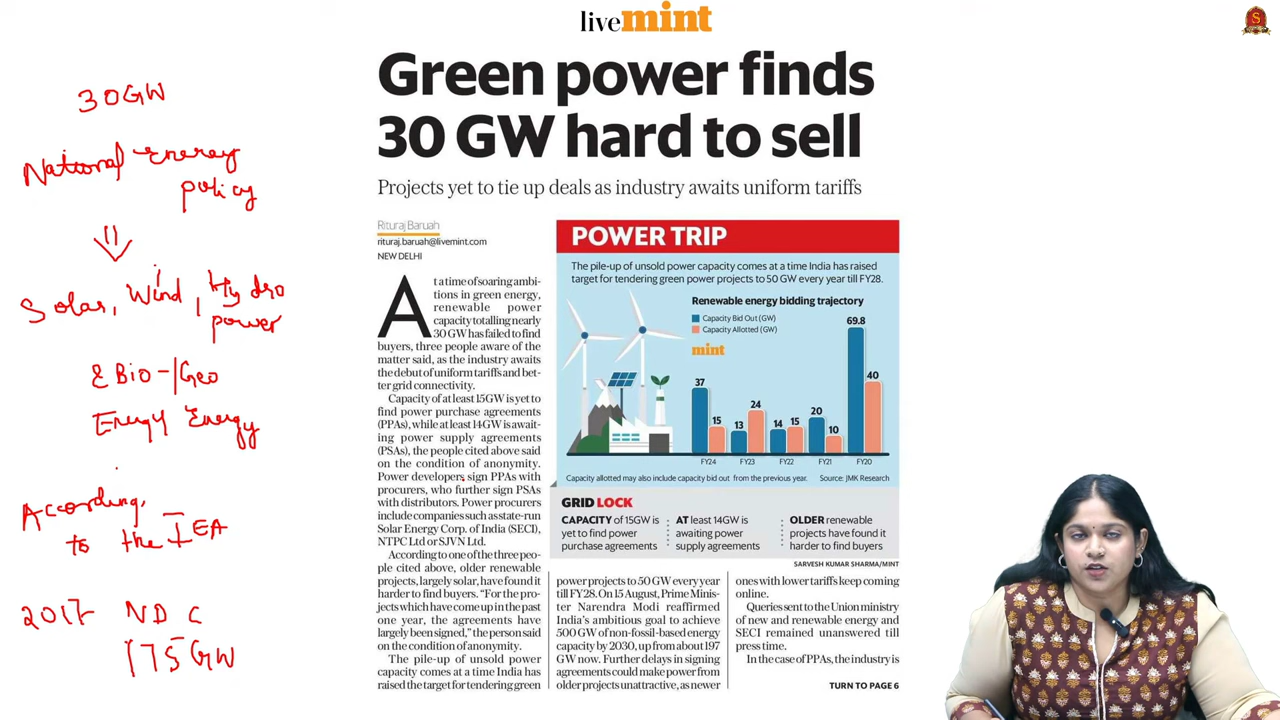 livemint
S
Green power finds
30 GW hard to sell
Projects yet to tie up deals as industry awaits uniform tariffs
30GW
National Energy
policy
Solar, Wind, Hydro
power
& Bio-/Geo
Energy Energy
According
to the IEA
2017 NDC
175 GW
Rituraj Baruah
rituraj.baruah@livemint.com
NEW DELHI
At a time of soaring ambi-
tions in green energy,
renewable power
capacity totalling nearly
30 GW has failed to find
buyers, three people aware of the
matter said, as the industry awaits
the debut of uniform tariffs and bet-
ter grid connectivity.
Capacity of at least 15GW is yet to
find power purchase agreements
(PPAs), while at least 14GW is await-
ing power supply agreements
(PSAs), the people cited above said
on the condition of anonymity.
Power developers sign PPAs with
procurers, who further sign PSAs
with distributors. Power procurers
include companies such as state-run
Solar Energy Corp. of India (SECI),
NTPC Ltd or SJVN Ltd.
According to one of the three peo-
ple cited above, older renewable
projects, largely solar, have found it
harder to find buyers. “For the pro-
jects which have come up in the past
one year, the agreements have
largely been signed,” the person said
on the condition of anonymity.
The pile-up of unsold power
capacity comes at a time India has
raised the target for tendering green
POWER TRIP
The pile-up of unsold power capacity comes at a time India has raised
target for tendering green power projects to 50 GW every year till FY28.
Renewable energy bidding trajectory
Capacity Bid Out (GW)
Capacity Allotted (GW)
mint
37 15 13 24 14 15 20 10 69.8 40
FY24 FY23 FY22 FY21 FY20
Capacity allotted may also include capacity bid out from the previous year. Source: JMK Research
GRID LOCK
CAPACITY of 15GW is
yet to find power
purchase agreements
AT least 14GW is
awaiting power
supply agreements
OLDER renewable
projects have found it
harder to find buyers
SARVESH KUMAR SHARMA/MINT
power projects to 50 GW every year
till FY28. On 15 August, Prime Minis-
ter Narendra Modi reaffirmed
India’s ambitious goal to achieve
500 GW of non-fossil-based energy
capacity by 2030, up from about 197
GW now. Further delays in signing
agreements could make power from
older projects unattractive, as newer
ones with lower tariffs keep coming
online.
Queries sent to the Union ministry
of new and renewable energy and
SECI remained unanswered till
press time.
In the case of PPAs, the industry is
TURN TO PAGE 6